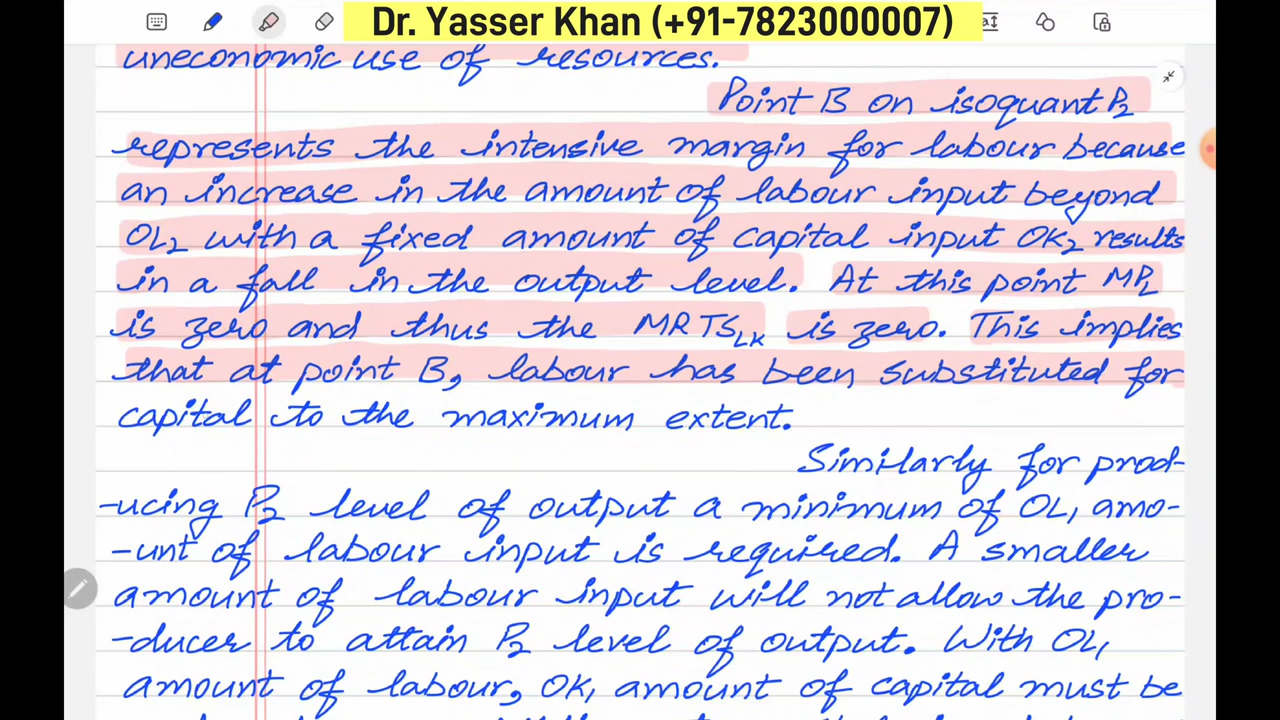 Dr. Yasser Khan (+91-7823000007)
uneconomic use of resources.
Point B on isoquant P₂
represents the intensive margin for labour because
an increase in the amount of labour input beyond
OL₂ with a fixed amount of capital input OK₂ results
in a fall in the output level. At this point MPL
is zero and thus the MRTS_LK is zero. This implies
that at point B, labour has been substituted for
capital to the maximum extent.
Similarly for prod-
-ucing P₂ level of output a minimum of OL₁ amo-
-unt of labour input is required. A smaller
amount of labour input will not allow the pro-
-ducer to attain P₂ level of output. With OL₁
amount of labour, OK₁ amount of capital must be